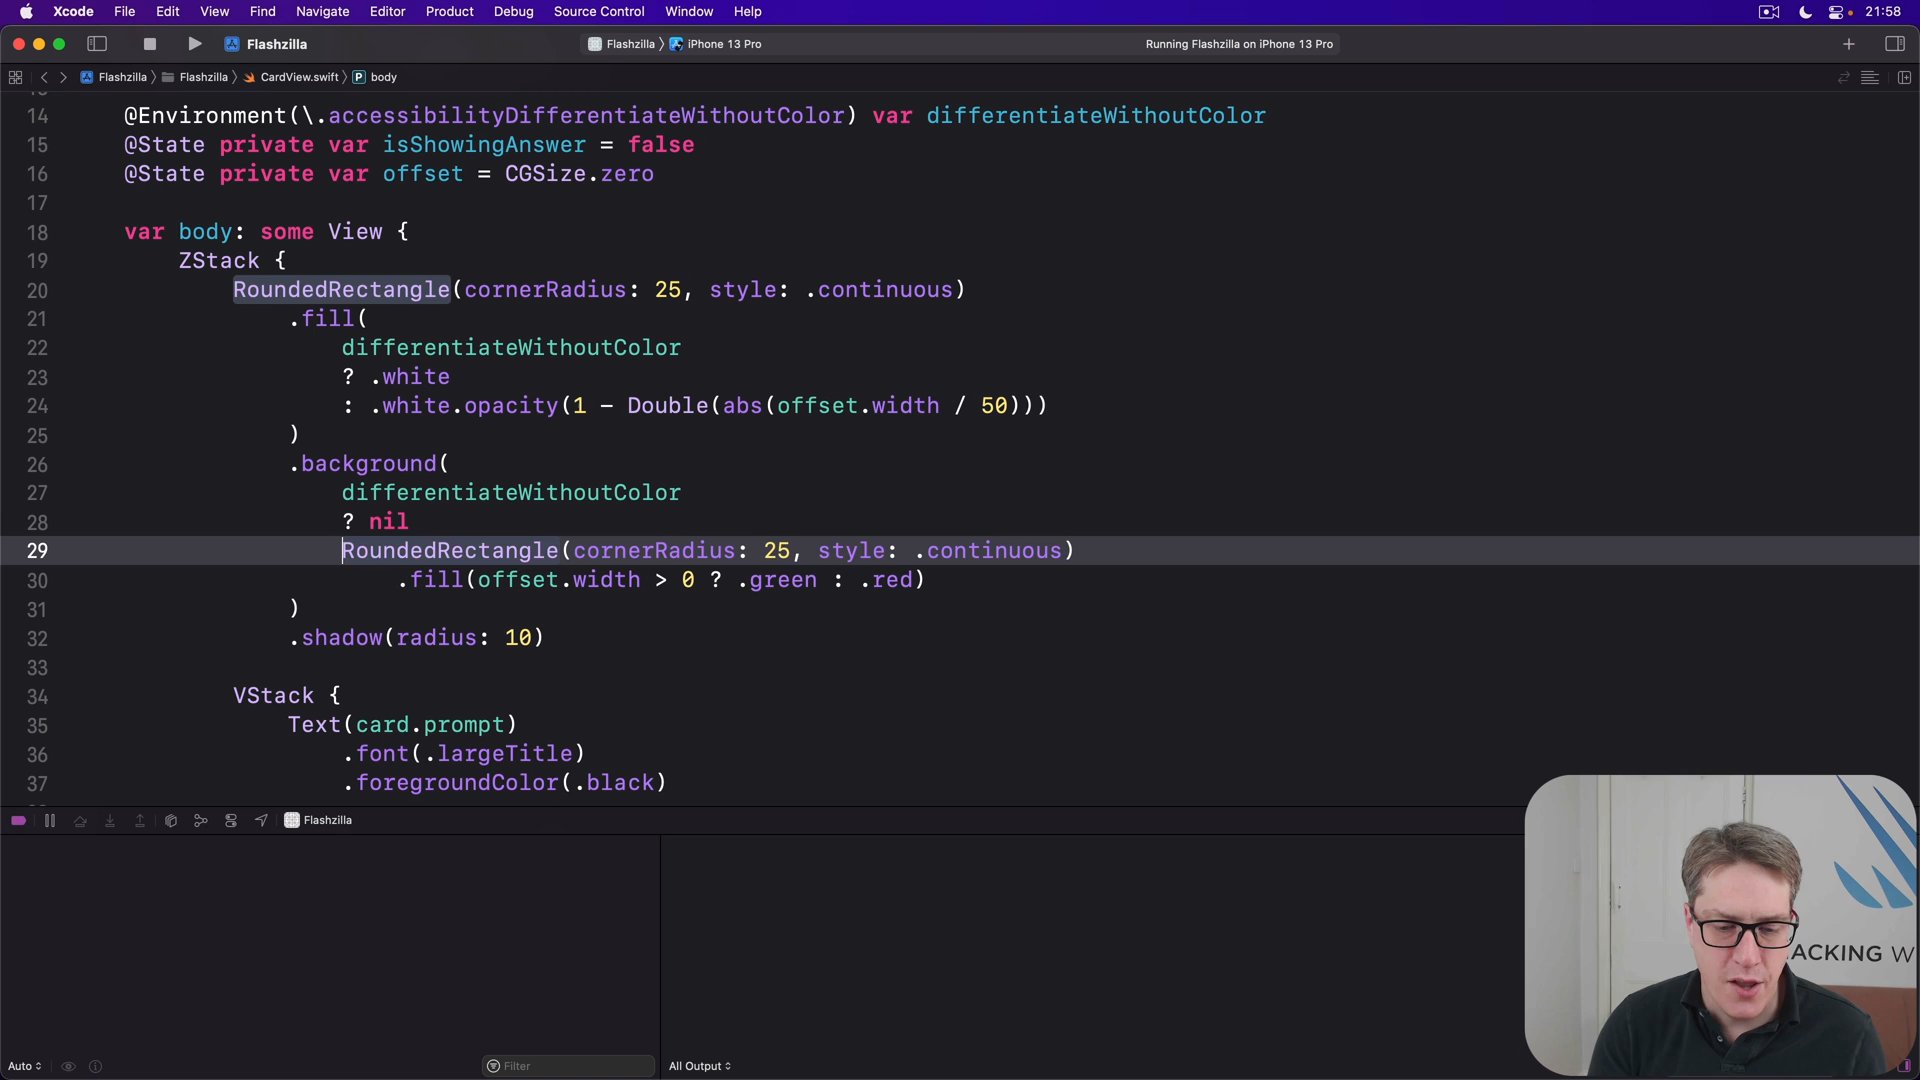 Xcode File Edit View Find Navigate Editor Product Debug Source Control Window Help 21:58
Flashzilla Flashzilla iPhone 13 Pro Running Flashzilla on iPhone 13 Pro
Flashzilla Flashzilla CardView.swift body
14 @Environment(\.accessibilityDifferentiateWithoutColor) var differentiateWithoutColor
15 @State private var isShowingAnswer = false
16 @State private var offset = CGSize.zero
17
18 var body: some View {
19 ZStack {
20 RoundedRectangle(cornerRadius: 25, style: .continuous)
21 .fill(
22 differentiateWithoutColor
23 ? .white
24 : .white.opacity(1 - Double(abs(offset.width / 50)))
25 )
26 .background(
27 differentiateWithoutColor
28 ? nil
29 RoundedRectangle(cornerRadius: 25, style: .continuous)
30 .fill(offset.width > 0 ? .green : .red)
31 )
32 .shadow(radius: 10)
33
34 VStack {
35 Text(card.prompt)
36 .font(.largeTitle)
37 .foregroundColor(.black)
Flashzilla
ACKING W
Auto Filter All Output